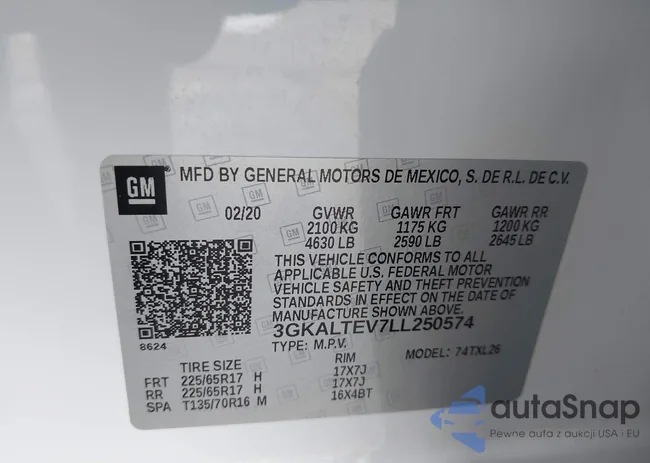 GM
MFD BY GENERAL MOTORS DE MEXICO, S. DE R.L. DE C.V.
02/20 GVWR GAWR FRT GAWR RR
2100 KG 1175 KG 1200 KG
4630 LB 2590 LB 2645 LB
THIS VEHICLE CONFORMS TO ALL
APPLICABLE U.S. FEDERAL MOTOR
VEHICLE SAFETY AND THEFT PREVENTION
STANDARDS IN EFFECT ON THE DATE OF
MANUFACTURE SHOWN ABOVE.
3GKALTEV7LL250574
8624
TYPE: M.P.V. MODEL: 74TXL26
TIRE SIZE RIM
FRT 225/65R17 H 17X7J
RR 225/65R17 H 17X7J
SPA T135/70R16 M 16X4BT
autaSnap
Pewne auta z aukcji USA i EU